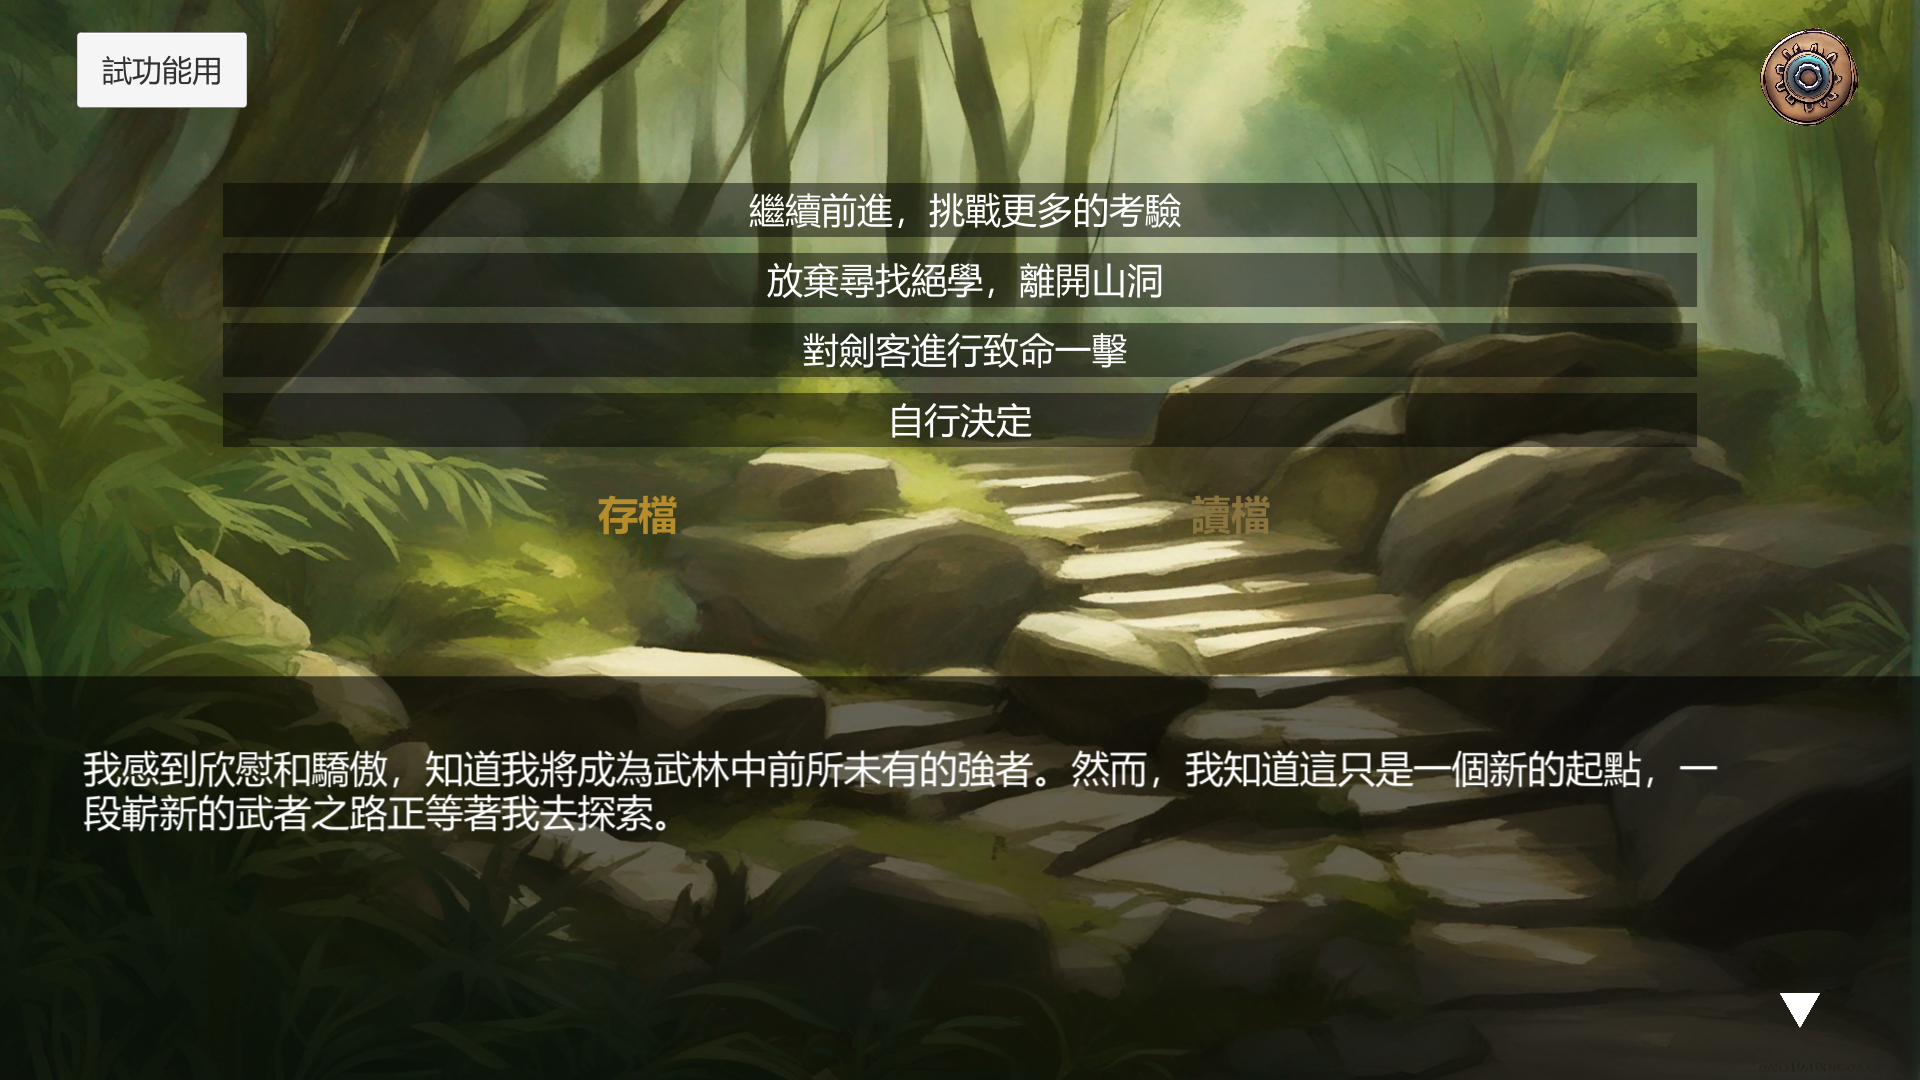 試功能用
繼續前進，挑戰更多的考驗
放棄尋找絕學，離開山洞
對劍客進行致命一擊
自行決定
存檔
讀檔
我感到欣慰和驕傲，知道我將成為武林中前所未有的強者。然而，我知道這只是一個新的起點，一
段嶄新的武者之路正等著我去探索。